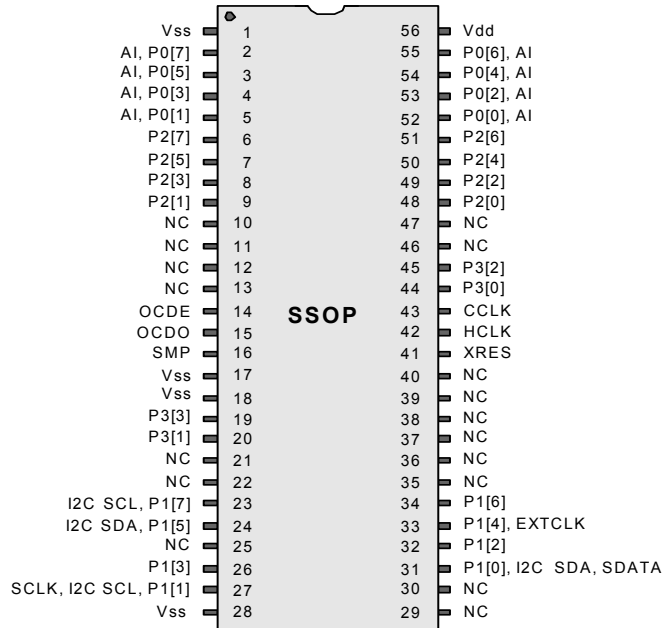 Vss 1 56 Vdd
AI, P0[7] 2 55 P0[6], AI
AI, P0[5] 3 54 P0[4], AI
AI, P0[3] 4 53 P0[2], AI
AI, P0[1] 5 52 P0[0], AI
P2[7] 6 51 P2[6]
P2[5] 7 50 P2[4]
P2[3] 8 49 P2[2]
P2[1] 9 48 P2[0]
NC 10 47 NC
NC 11 46 NC
NC 12 45 P3[2]
NC 13 44 P3[0]
OCDE 14 SSOP 43 CCLK
OCDO 15 42 HCLK
SMP 16 41 XRES
Vss 17 40 NC
Vss 18 39 NC
P3[3] 19 38 NC
P3[1] 20 37 NC
NC 21 36 NC
NC 22 35 NC
I2C SCL, P1[7] 23 34 P1[6]
I2C SDA, P1[5] 24 33 P1[4], EXTCLK
NC 25 32 P1[2]
P1[3] 26 31 P1[0], I2C SDA, SDATA
SCLK, I2C SCL, P1[1] 27 30 NC
Vss 28 29 NC